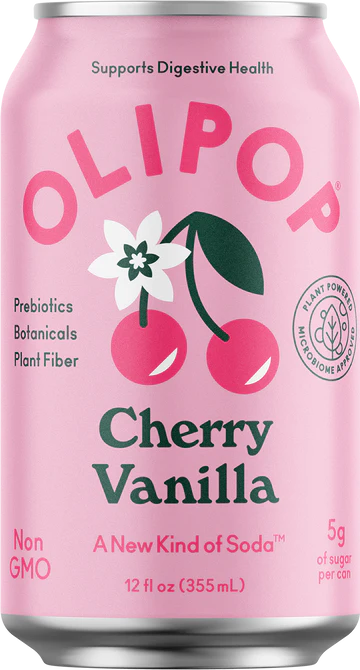 Supports Digestive Health
OLIPOP®
Prebiotics
Botanicals
Plant Fiber
PLANT POWERED
MICROBIOME APPROVED
Cherry
Vanilla
Non
GMO
A New Kind of Soda™
5g
of sugar
per can
12 fl oz (355 mL)